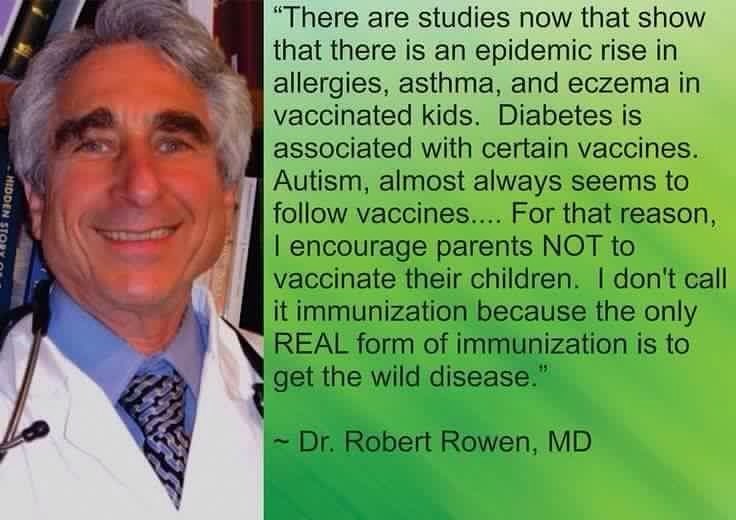 HIDDEN STORY O
“There are studies now that show
that there is an epidemic rise in
allergies, asthma, and eczema in
vaccinated kids.  Diabetes is
associated with certain vaccines.
Autism, almost always seems to
follow vaccines.... For that reason,
I encourage parents NOT to
vaccinate their children.  I don't call
it immunization because the only
REAL form of immunization is to
get the wild disease.”
~ Dr. Robert Rowen, MD